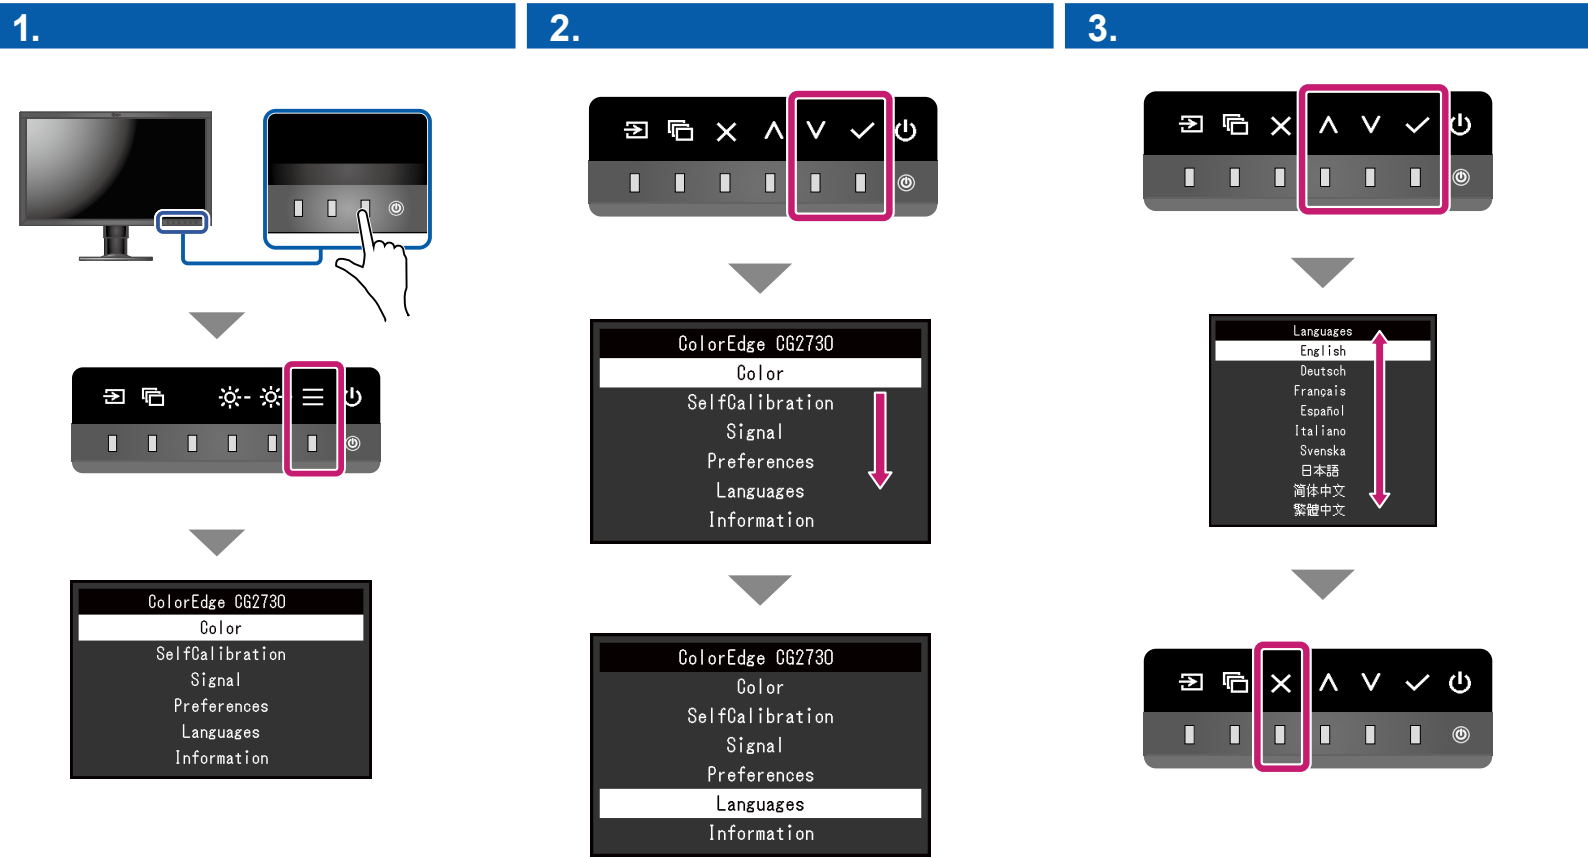 1.
ColorEdge CG2730
Color
SelfCalibration
Signal
Preferences
Languages
Information
2.
ColorEdge CG2730
Color
SelfCalibration
Signal
Preferences
Languages
Information
ColorEdge CG2730
Color
SelfCalibration
Signal
Preferences
Languages
Information
3.
Languages
English
Deutsch
Français
Español
Italiano
Svenska
日本語
简体中文
繁體中文